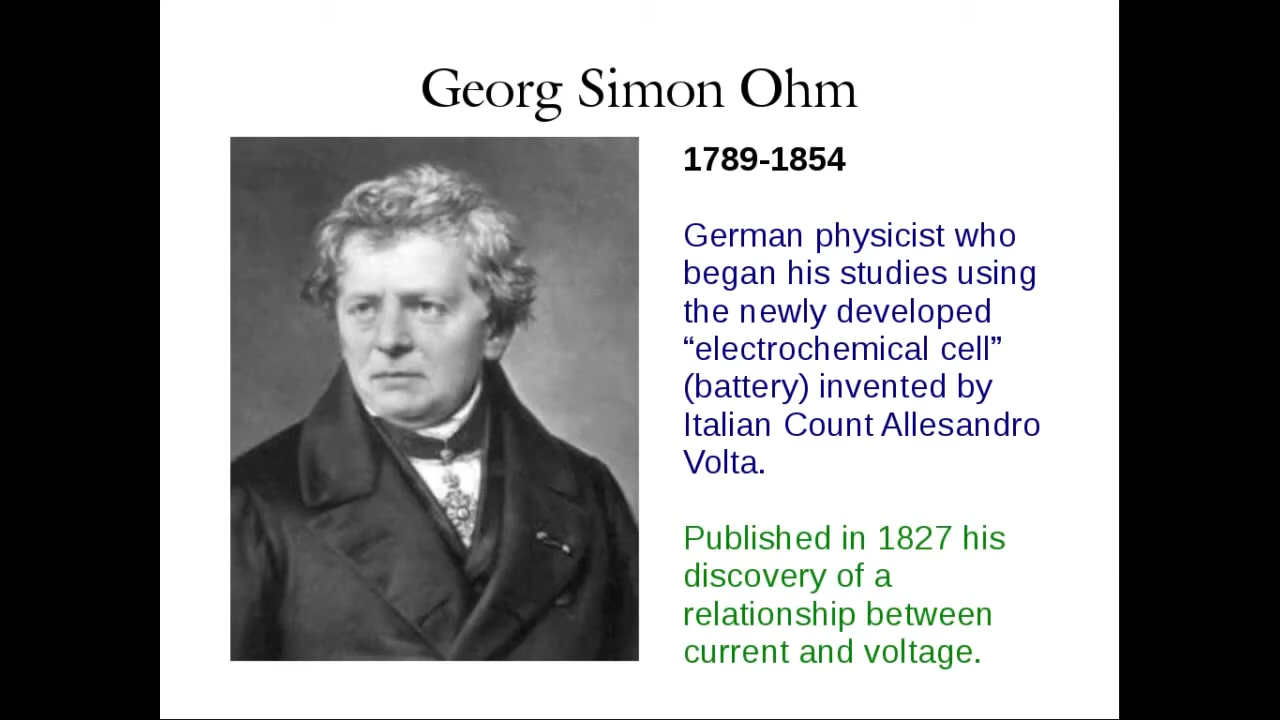 Georg Simon Ohm
1789-1854
German physicist who
began his studies using
the newly developed
“electrochemical cell”
(battery) invented by
Italian Count Allesandro
Volta.
Published in 1827 his
discovery of a
relationship between
current and voltage.